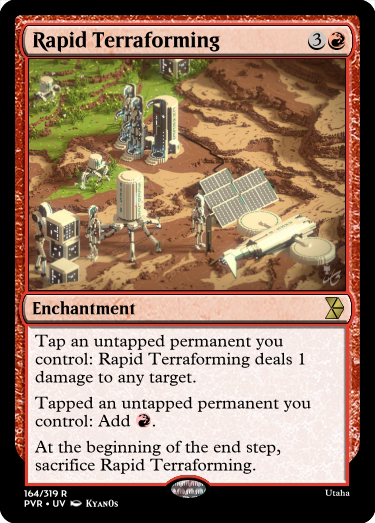 Rapid Terraforming 3
Enchantment
Tap an untapped permanent you
control: Rapid Terraforming deals 1
damage to any target.
Tapped an untapped permanent you
control: Add .
At the beginning of the end step,
sacrifice Rapid Terraforming.
164/319 R
Utaha
PVR • UV KYAN0S